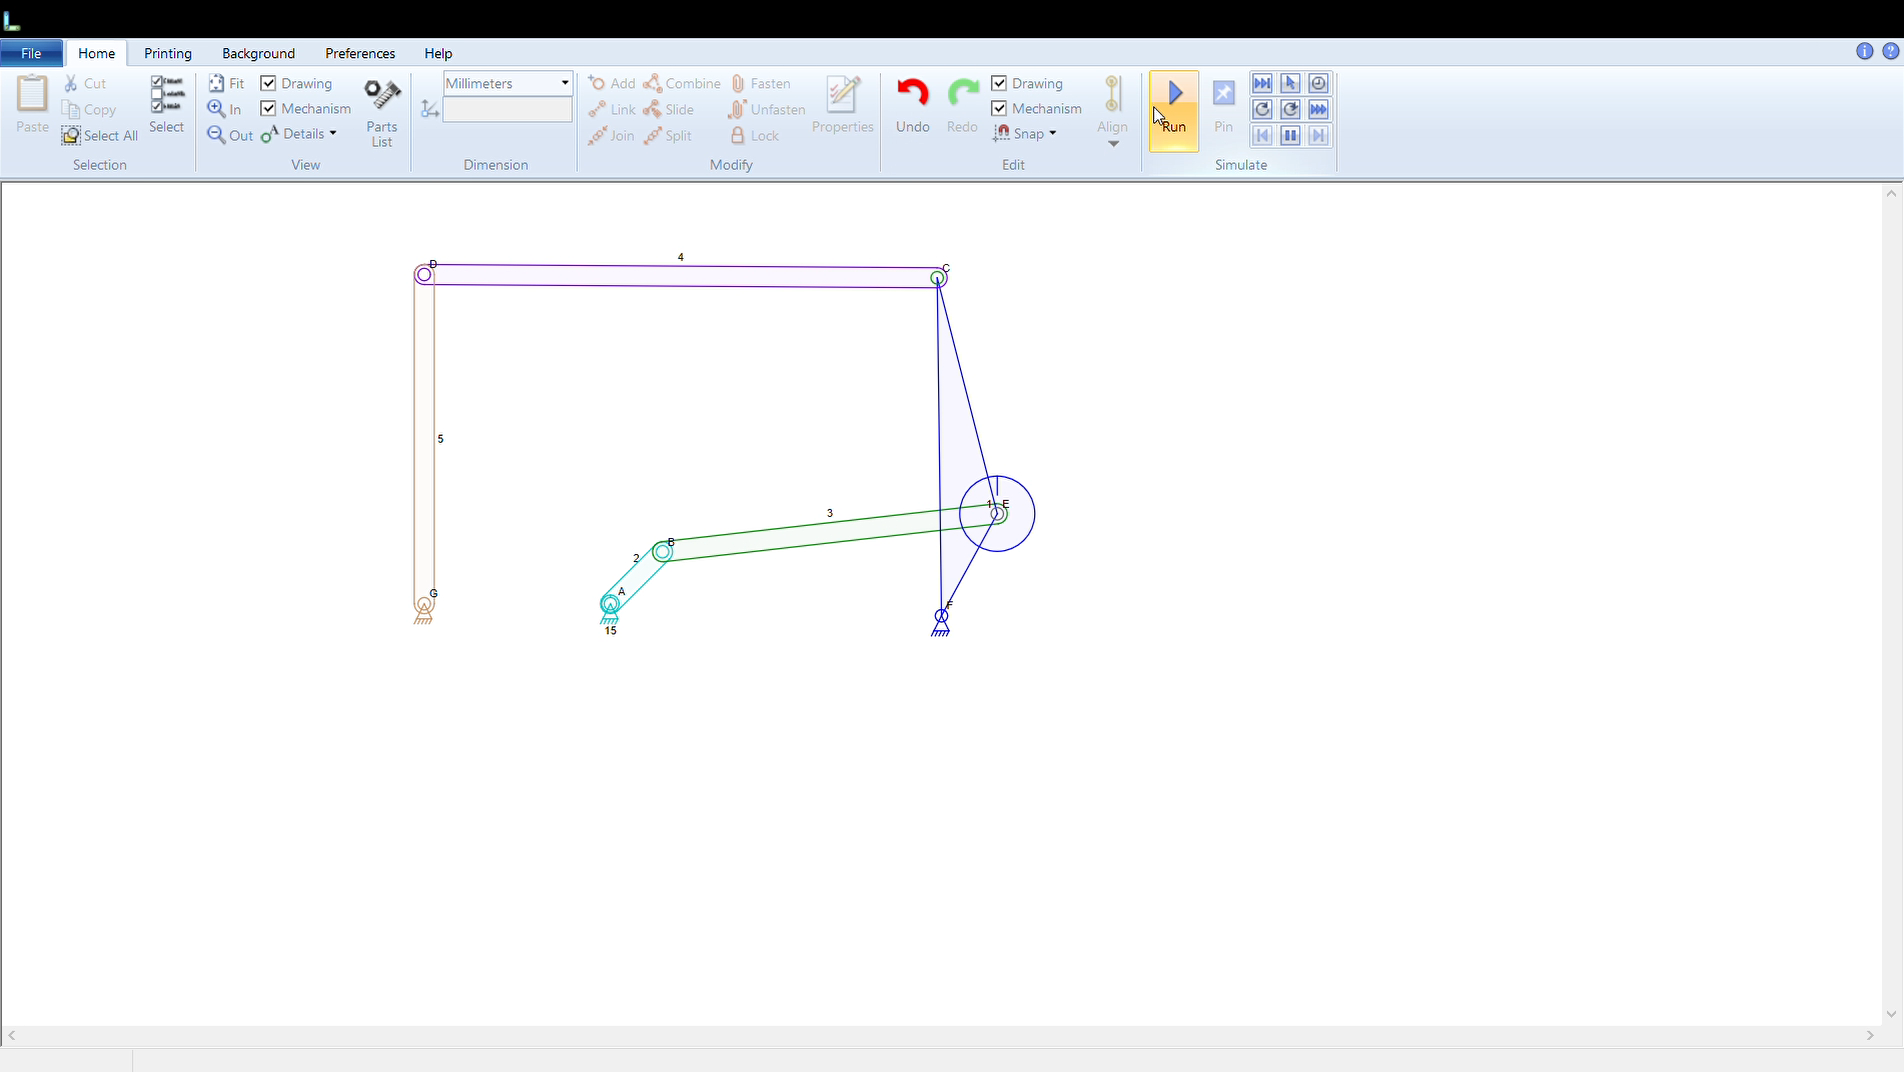 File Home Printing Background Preferences Help
Paste Cut Copy Select All Select
Selection
Fit In Out Drawing Mechanism Details
Parts List
View
Millimeters
Dimension
Add Combine Fasten
Link Slide Unfasten
Join Split Lock
Properties
Modify
Undo Redo Drawing Mechanism Snap Align
Edit
Run Pin
Simulate
4
D
C
5
3
1 E
B
2
A
G
F
15